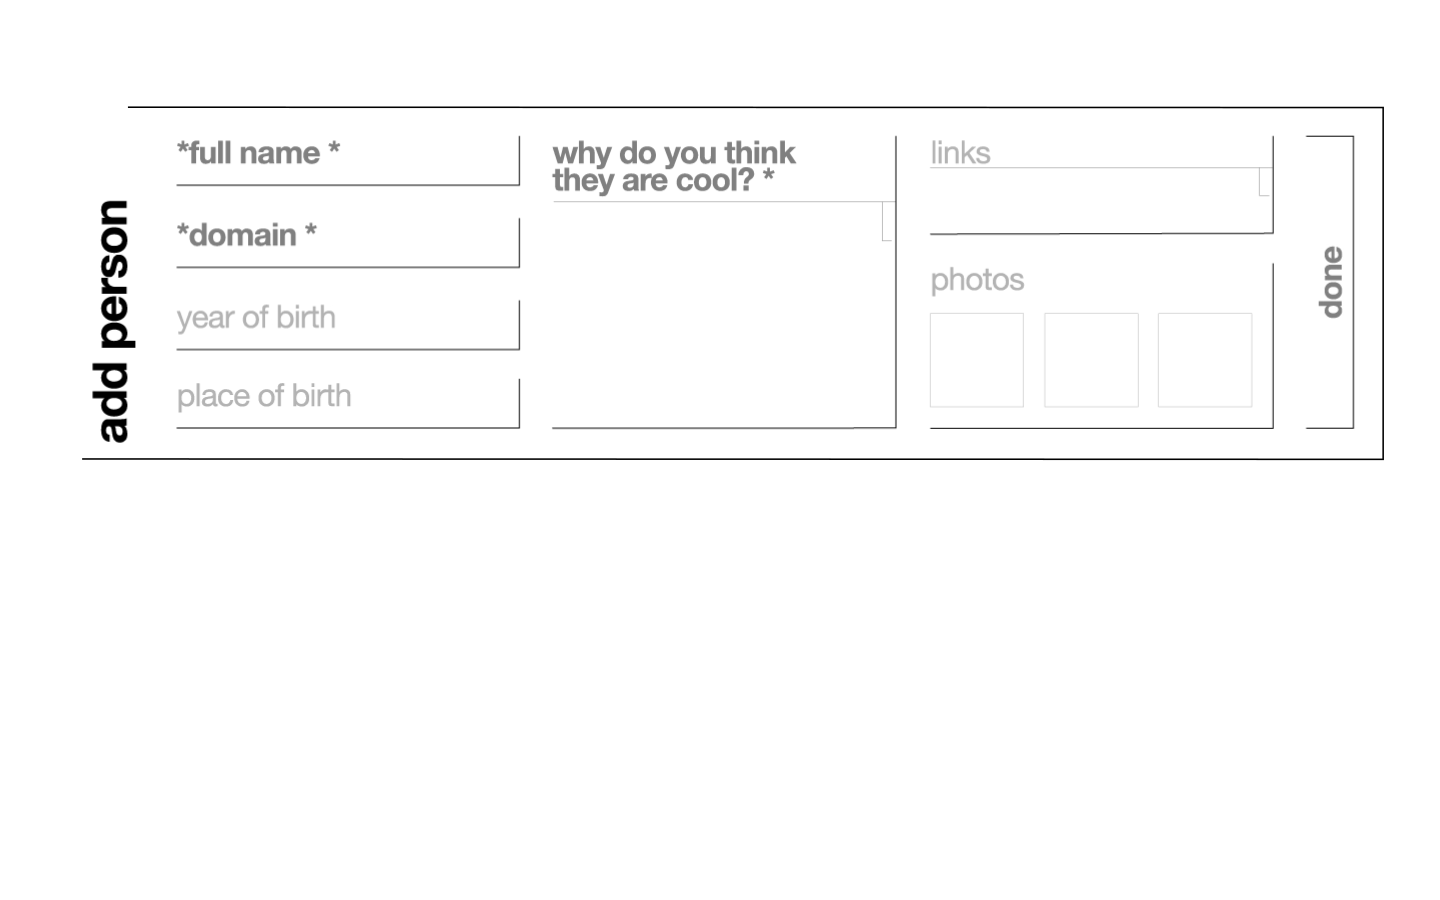 add person
*full name *
*domain *
year of birth
place of birth
why do you think
they are cool? *
links
photos
done